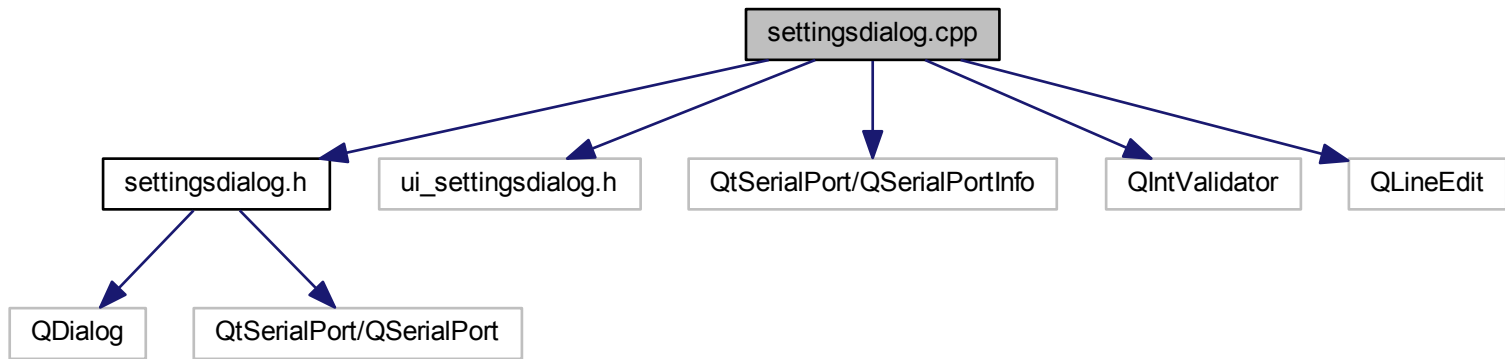 settingsdialog.cpp
settingsdialog.h
ui_settingsdialog.h
QtSerialPort/QSerialPortInfo
QIntValidator
QLineEdit
QDialog
QtSerialPort/QSerialPort